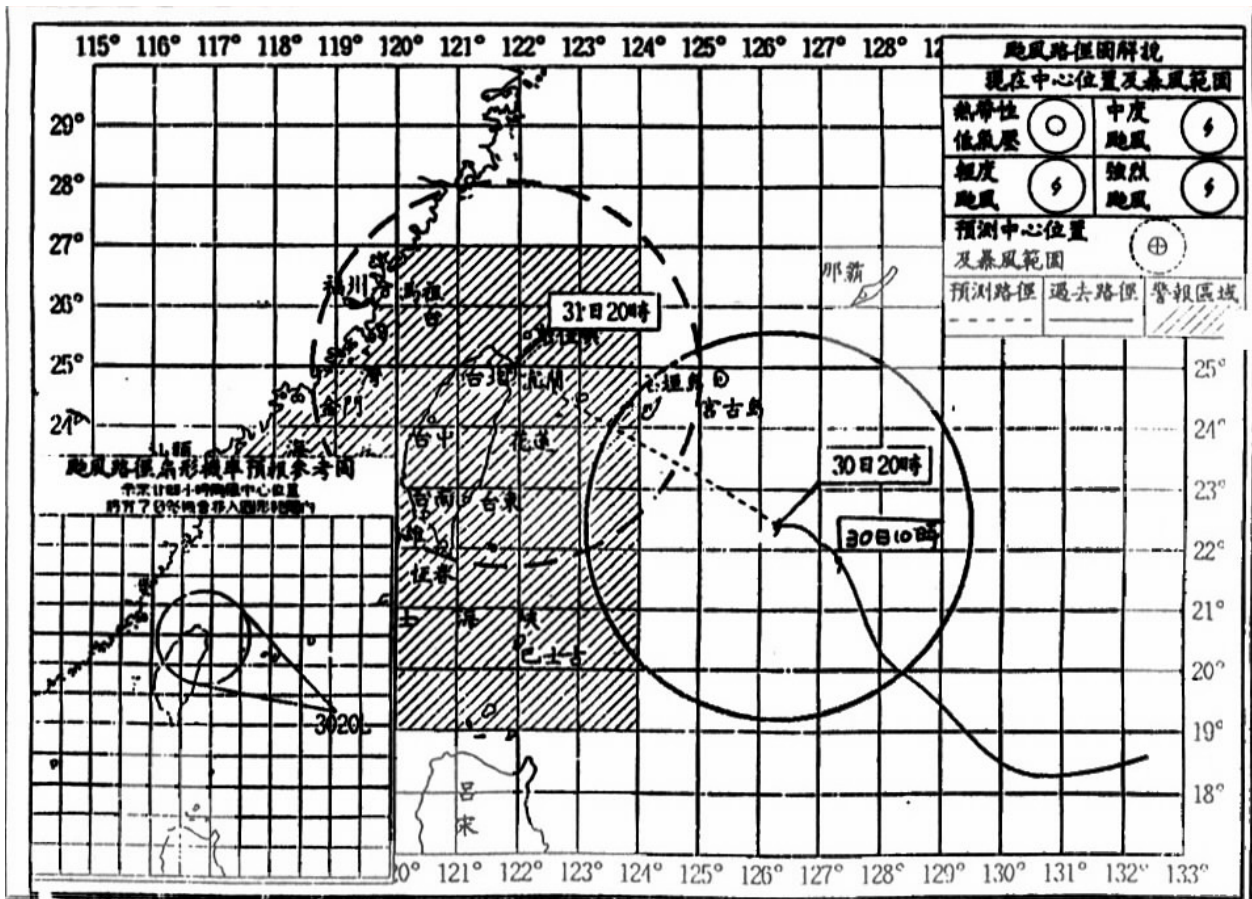 115° 116° 117° 118° 119° 120° 121° 122° 123° 124° 125° 126° 127° 128°
颱風路徑圖解說
現在中心位置及暴風範圍
熱帶性低氣壓
中度颱風
輕度颱風
強烈颱風
預測中心位置
及暴風範圍
預測路徑 過去路徑 警報區域
29°
28°
27°
26°
25°
24°
福州
馬祖
台
那霸
31日20時
台北
宜蘭
石垣島
宮古島
金門
台中
花蓮
汕頭
海
30日20時
台南
台東
30日10時
恆春
士 海 峽
巴士古
呂宋
颱風路徑扇形機率預報參考圖
3020L
25°
24°
23°
22°
21°
20°
19°
18°
120° 121° 122° 123° 124° 125° 126° 127° 128° 129° 130° 131° 132° 133°